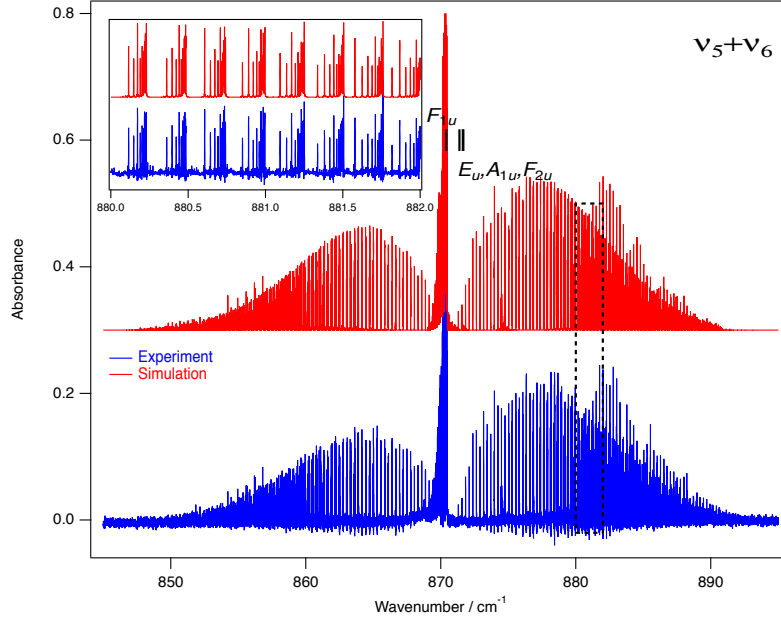 0.8
ν5+ν6
F1u
0.6
Eu,A1u,F2u
880.0 880.5 881.0 881.5 882.0
Absorbance
0.4
Experiment
Simulation
0.2
0.0
850 860 870 880 890
Wavenumber / cm-1